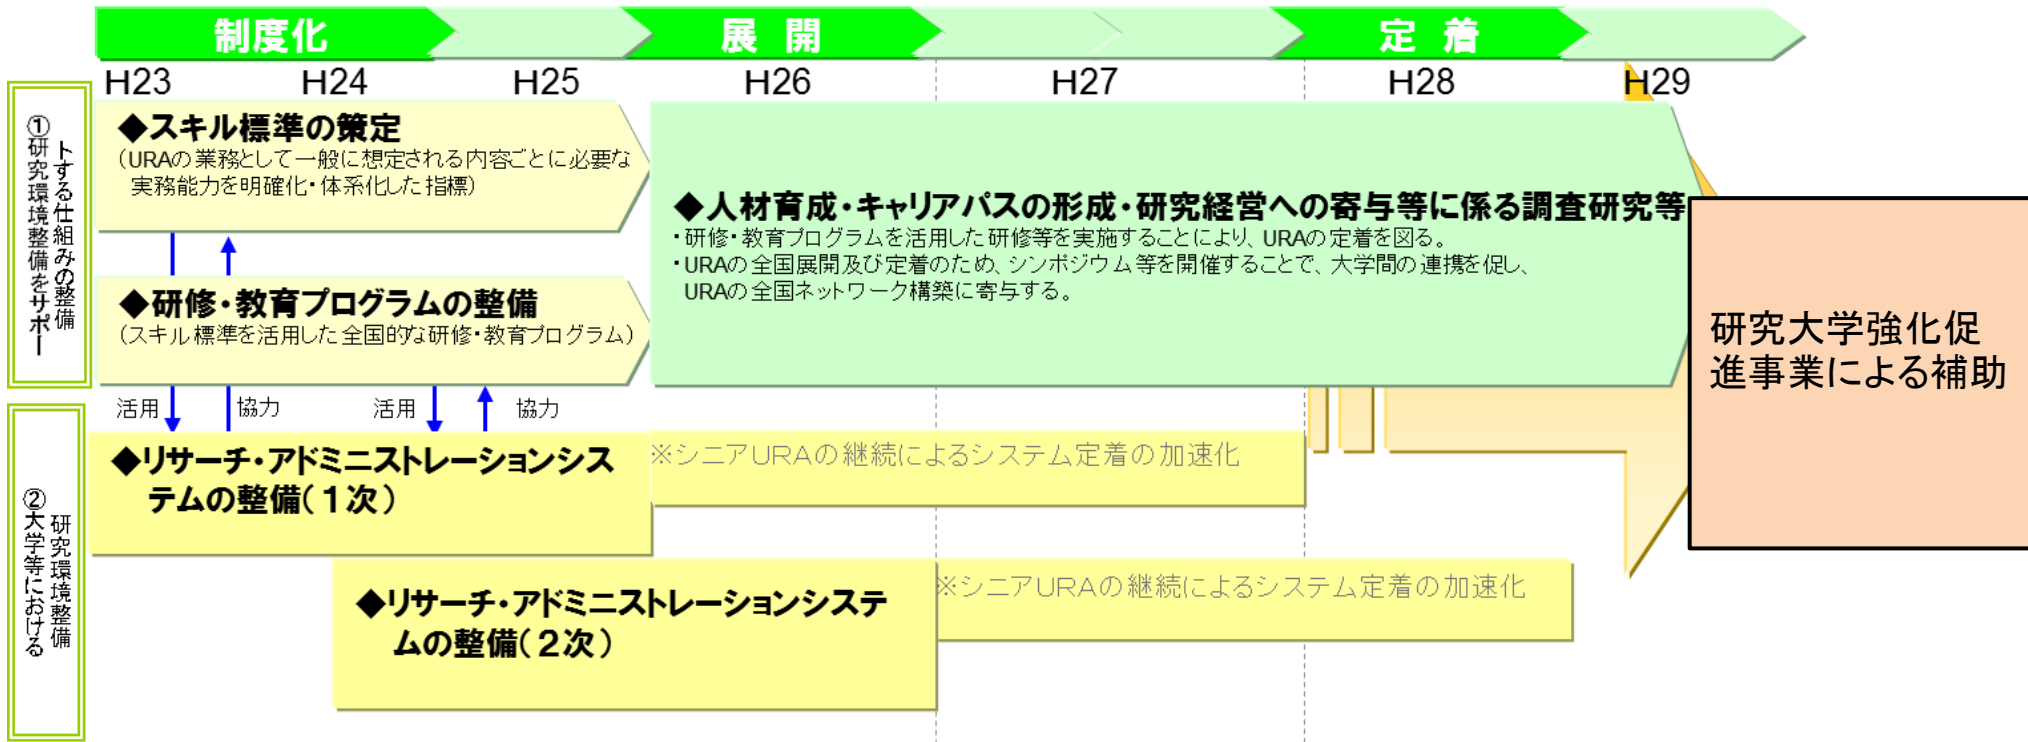 制度化
展 開
定 着
H23
H24
H25
H26
H27
H28
H29
①研究環境整備をサポー
トする仕組みの整備
◆スキル標準の策定
(URAの業務として一般に想定される内容ごとに必要な
実務能力を明確化・体系化した指標)
◆研修・教育プログラムの整備
(スキル標準を活用した全国的な研修・教育プログラム)
◆人材育成・キャリアパスの形成・研究経営への寄与等に係る調査研究等
・研修・教育プログラムを活用した研修等を実施することにより、URAの定着を図る。
・URAの全国展開及び定着のため、シンポジウム等を開催することで、大学間の連携を促し、
URAの全国ネットワーク構築に寄与する。
研究大学強化促
進事業による補助
活用
協力
活用
協力
②大学等における
研究環境整備
◆リサーチ・アドミニストレーションシス
テムの整備(1次)
※シニアURAの継続によるシステム定着の加速化
◆リサーチ・アドミニストレーションシステ
ムの整備(2次)
※シニアURAの継続によるシステム定着の加速化